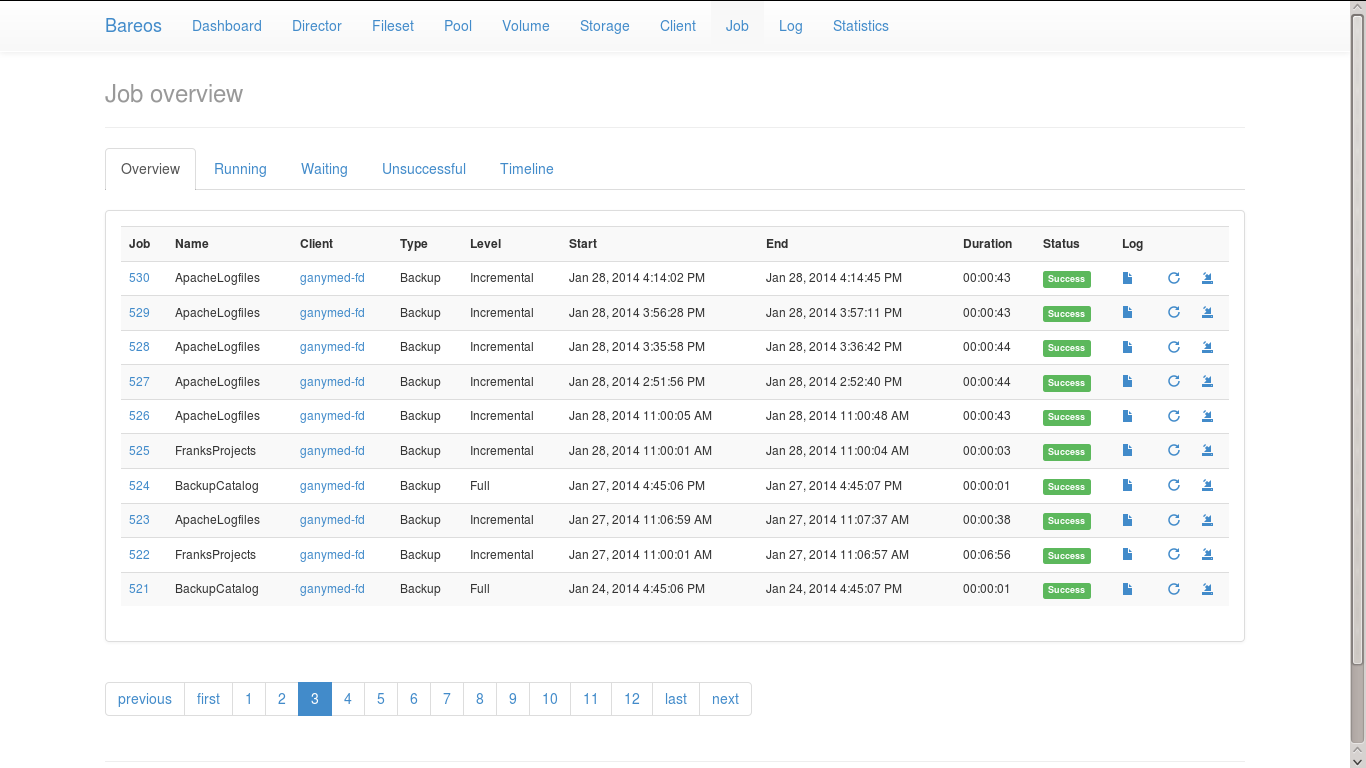 Bareos Dashboard Director Fileset Pool Volume Storage Client Job Log Statistics
Job overview
Overview Running Waiting Unsuccessful Timeline
Job Name Client Type Level Start End Duration Status Log
530 ApacheLogfiles ganymed-fd Backup Incremental Jan 28, 2014 4:14:02 PM Jan 28, 2014 4:14:45 PM 00:00:43 Success
529 ApacheLogfiles ganymed-fd Backup Incremental Jan 28, 2014 3:56:28 PM Jan 28, 2014 3:57:11 PM 00:00:43 Success
528 ApacheLogfiles ganymed-fd Backup Incremental Jan 28, 2014 3:35:58 PM Jan 28, 2014 3:36:42 PM 00:00:44 Success
527 ApacheLogfiles ganymed-fd Backup Incremental Jan 28, 2014 2:51:56 PM Jan 28, 2014 2:52:40 PM 00:00:44 Success
526 ApacheLogfiles ganymed-fd Backup Incremental Jan 28, 2014 11:00:05 AM Jan 28, 2014 11:00:48 AM 00:00:43 Success
525 FranksProjects ganymed-fd Backup Incremental Jan 28, 2014 11:00:01 AM Jan 28, 2014 11:00:04 AM 00:00:03 Success
524 BackupCatalog ganymed-fd Backup Full Jan 27, 2014 4:45:06 PM Jan 27, 2014 4:45:07 PM 00:00:01 Success
523 ApacheLogfiles ganymed-fd Backup Incremental Jan 27, 2014 11:06:59 AM Jan 27, 2014 11:07:37 AM 00:00:38 Success
522 FranksProjects ganymed-fd Backup Incremental Jan 27, 2014 11:00:01 AM Jan 27, 2014 11:06:57 AM 00:06:56 Success
521 BackupCatalog ganymed-fd Backup Full Jan 24, 2014 4:45:06 PM Jan 24, 2014 4:45:07 PM 00:00:01 Success
previous first 1 2 3 4 5 6 7 8 9 10 11 12 last next